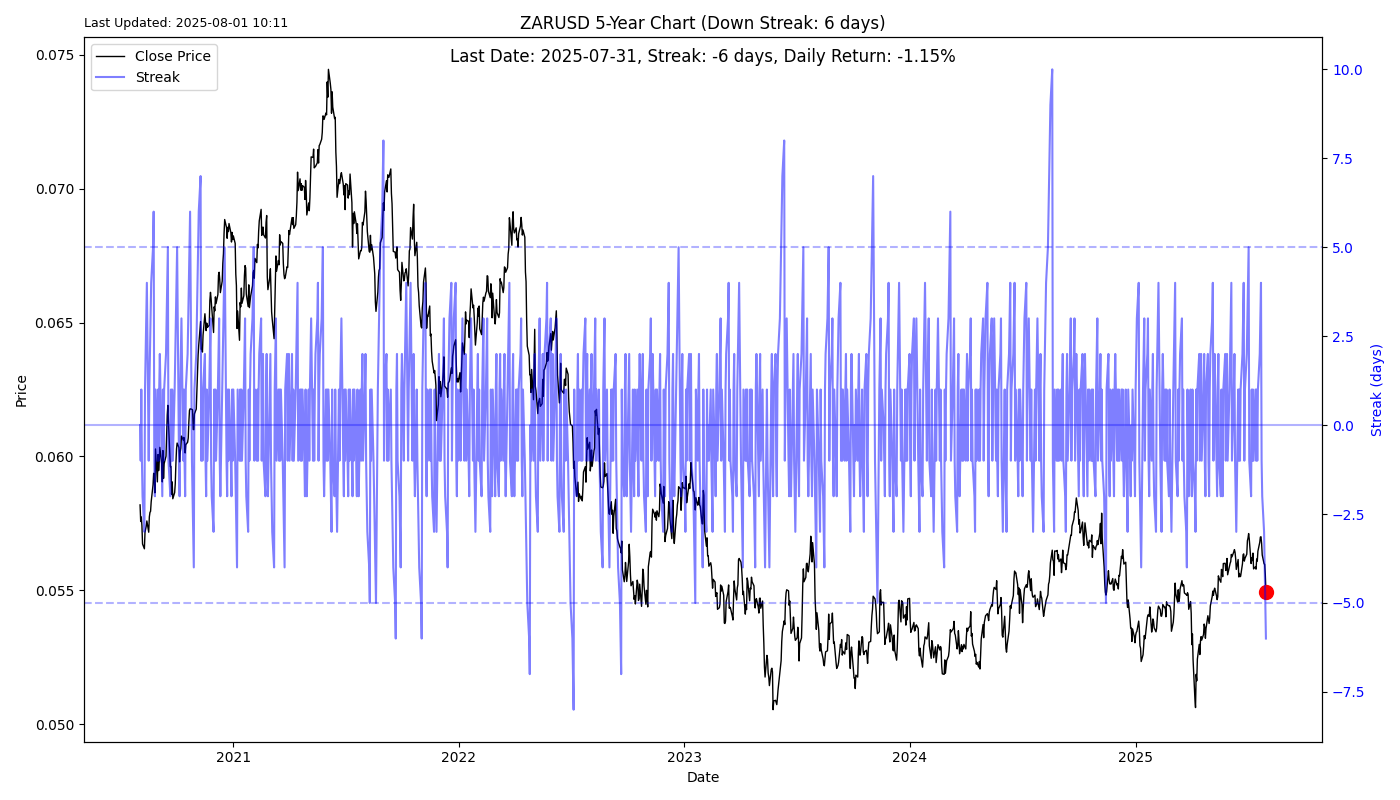 Last Updated: 2025-08-01 10:11
ZARUSD 5-Year Chart (Down Streak: 6 days)
Last Date: 2025-07-31, Streak: -6 days, Daily Return: -1.15%
Close Price
Streak
0.075
0.070
0.065
0.060
0.055
0.050
Price
10.0
7.5
5.0
2.5
0.0
−2.5
−5.0
−7.5
Streak (days)
2021
2022
2023
2024
2025
Date